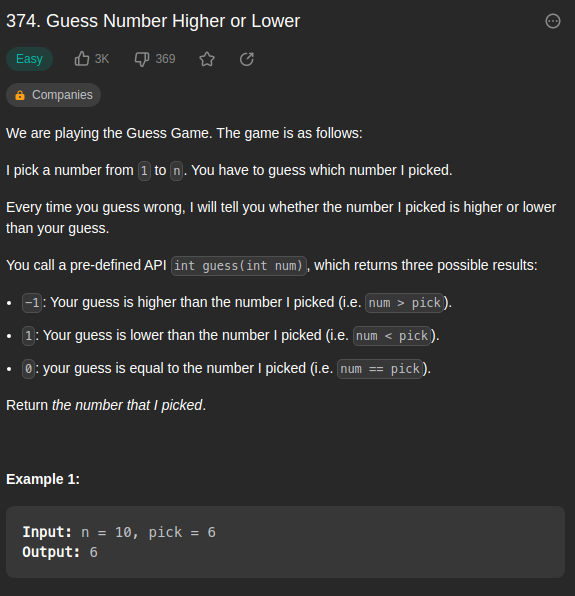 374. Guess Number Higher or Lower
Easy 3K 369
Companies
We are playing the Guess Game. The game is as follows:
I pick a number from 1 to n. You have to guess which number I picked.
Every time you guess wrong, I will tell you whether the number I picked is higher or lower
than your guess.
You call a pre-defined API int guess(int num), which returns three possible results:
• -1: Your guess is higher than the number I picked (i.e. num > pick).
• 1: Your guess is lower than the number I picked (i.e. num < pick).
• 0: your guess is equal to the number I picked (i.e. num == pick).
Return the number that I picked.
Example 1:
Input: n = 10, pick = 6
Output: 6